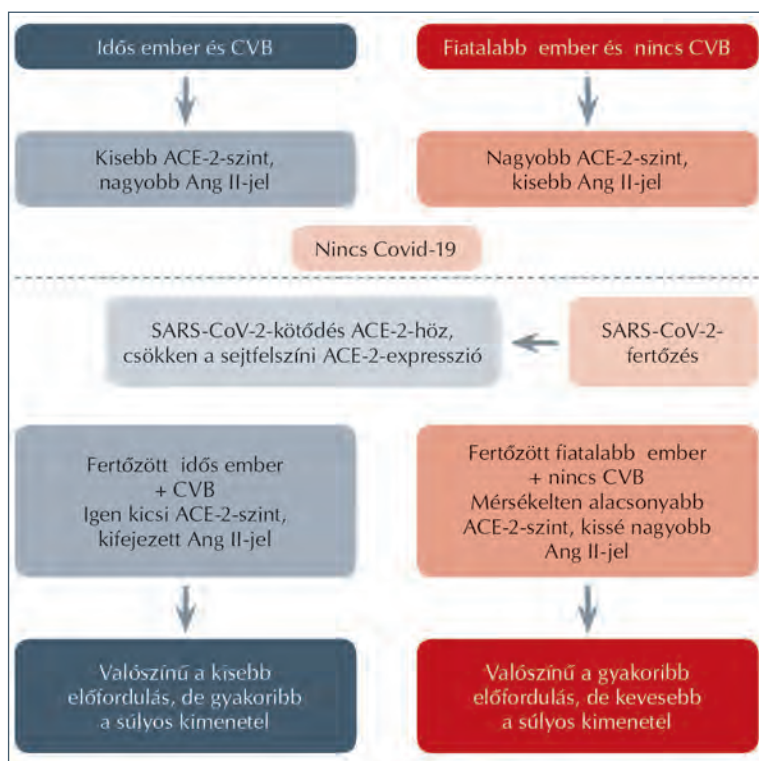 Idős ember és CVB
Fiatalabb ember és nincs CVB
Kisebb ACE-2-szint,
nagyobb Ang II-jel
Nagyobb ACE-2-szint,
kisebb Ang II-jel
Nincs Covid-19
SARS-CoV-2-kötődés ACE-2-höz,
csökken a sejtfelszíni ACE-2-expresszió
SARS-CoV-2-
fertőzés
Fertőzött idős ember
+ CVB
Igen kicsi ACE-2-szint,
kifejezett Ang II-jel
Fertőzött fiatalabb ember
+ nincs CVB
Mérsékelten alacsonyabb
ACE-2-szint, kissé nagyobb
Ang II-jel
Valószínű a kisebb
előfordulás, de gyakoribb
a súlyos kimenetel
Valószínű a gyakoribb
előfordulás, de kevesebb
a súlyos kimenetel